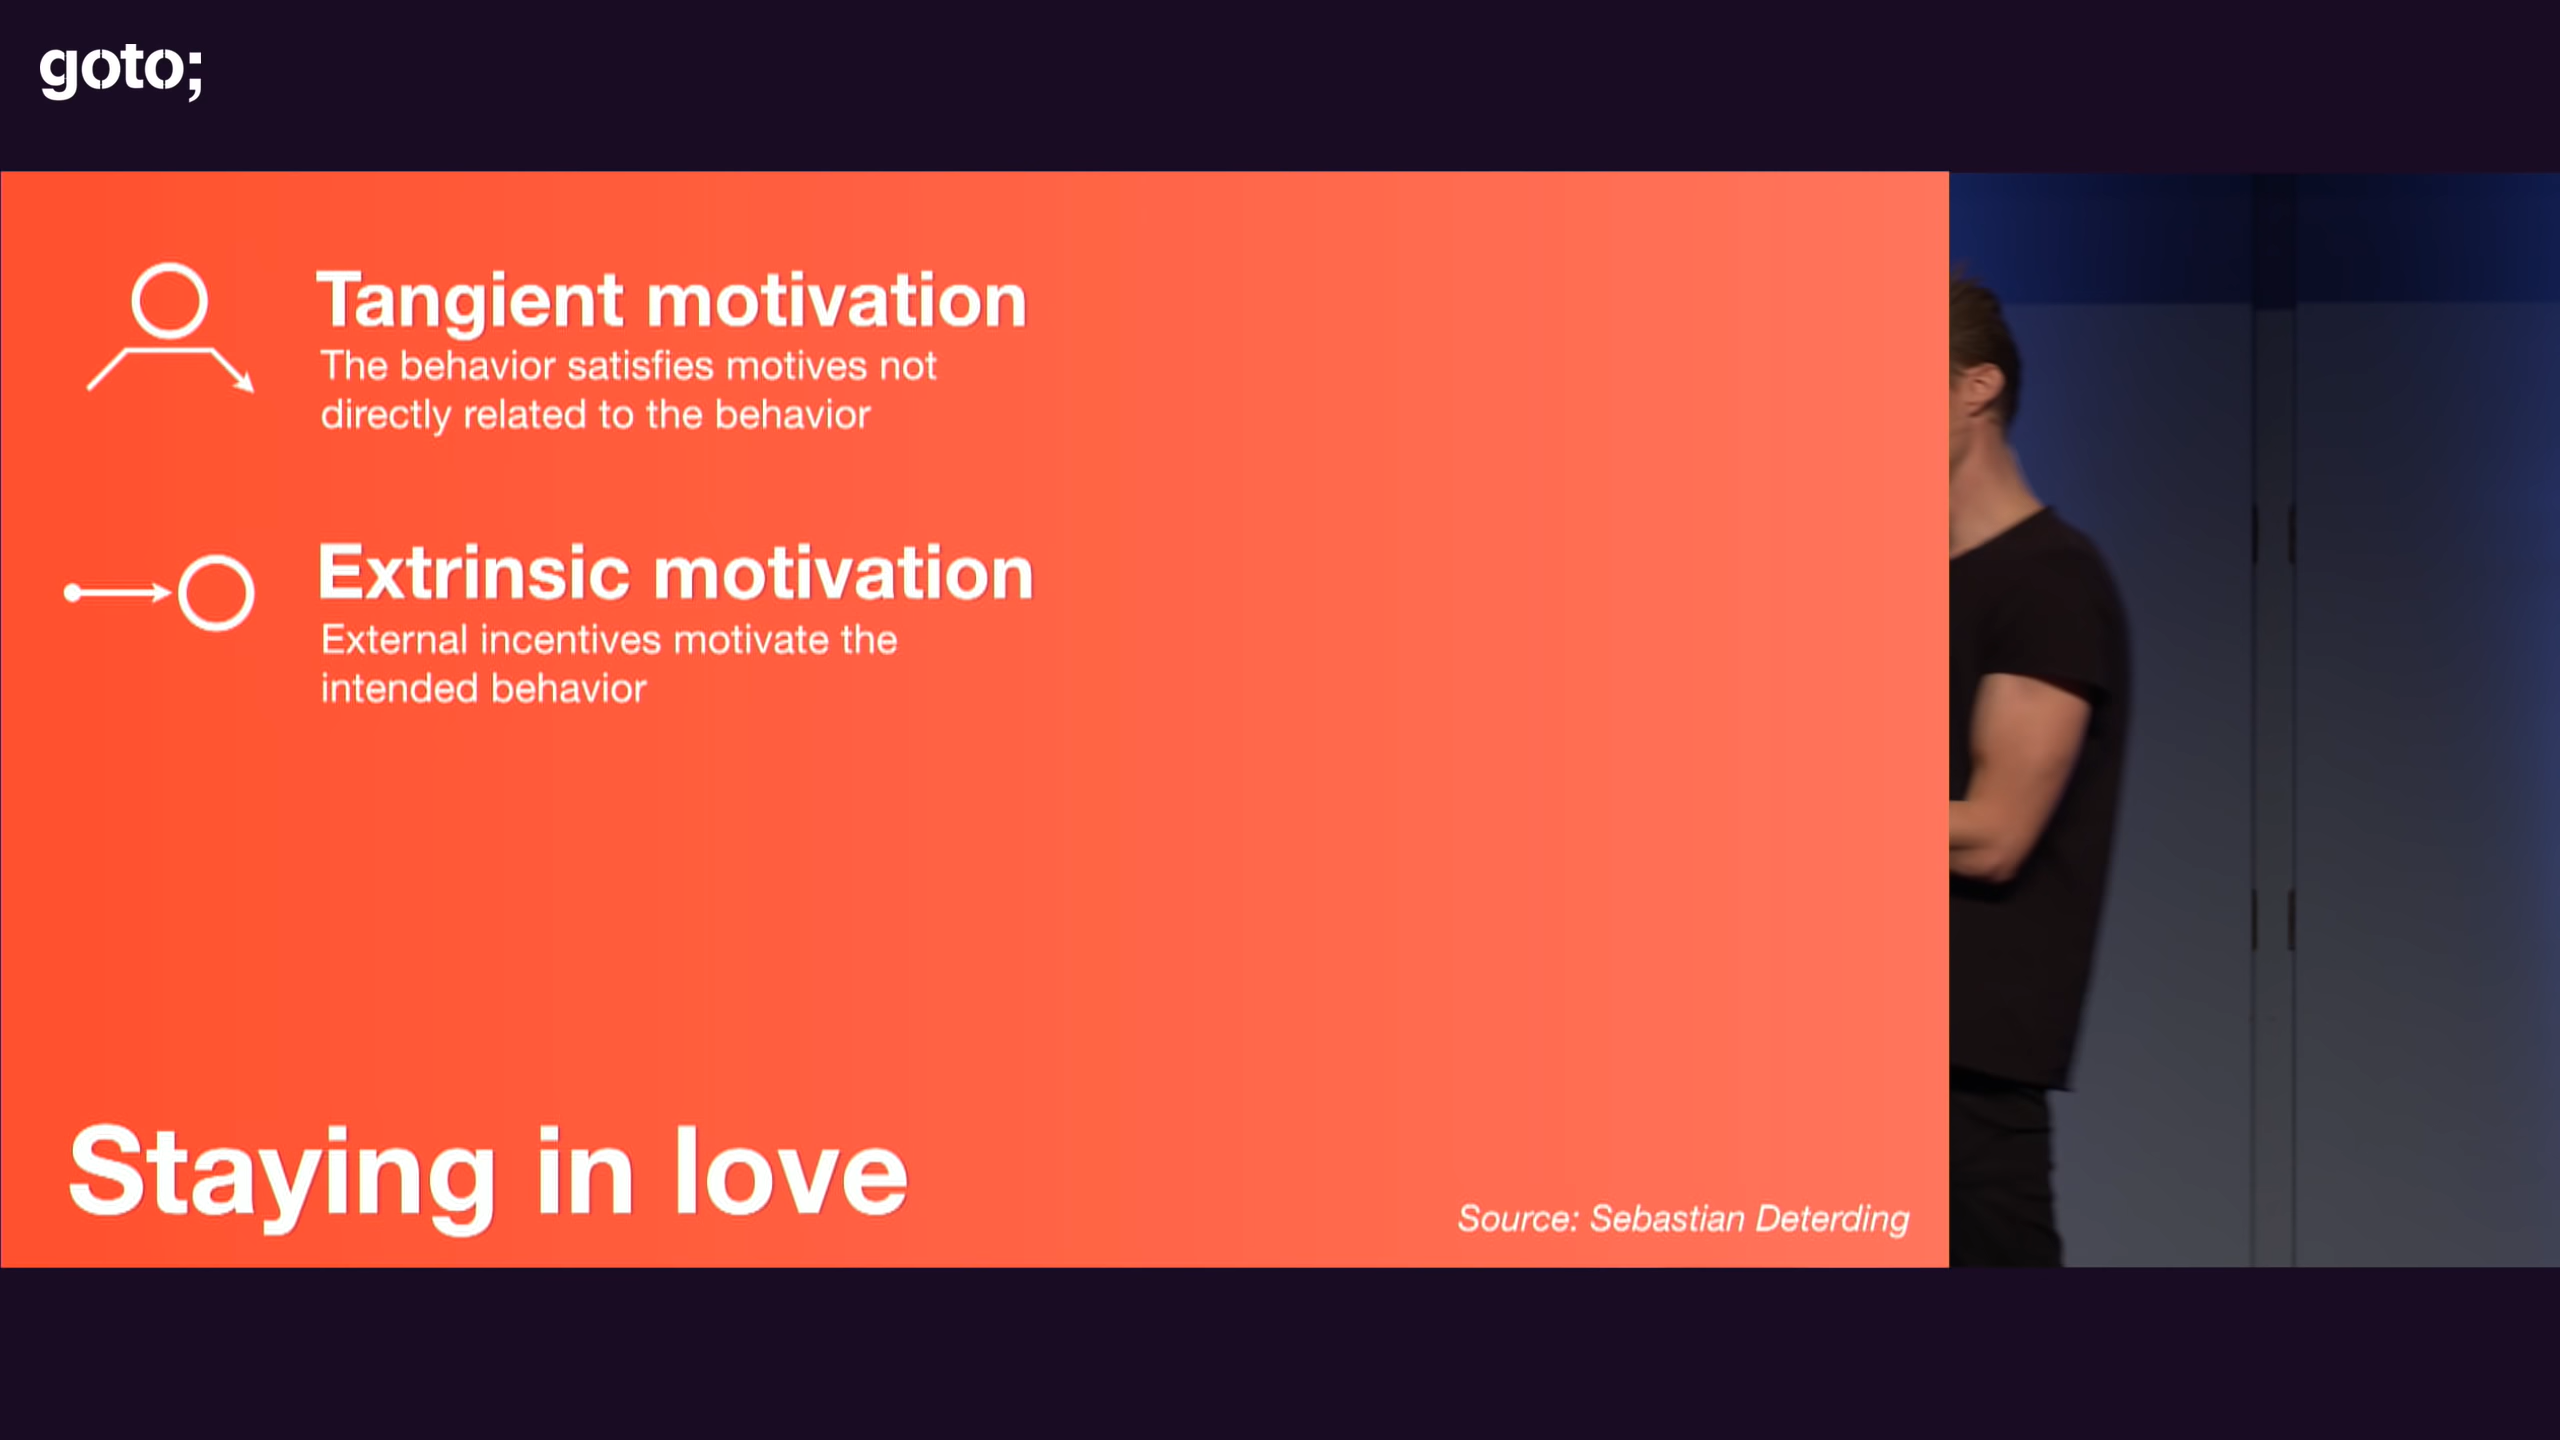 goto;
Tangient motivation
The behavior satisfies motives not
directly related to the behavior
Extrinsic motivation
External incentives motivate the
intended behavior
Staying in love
Source: Sebastian Deterding